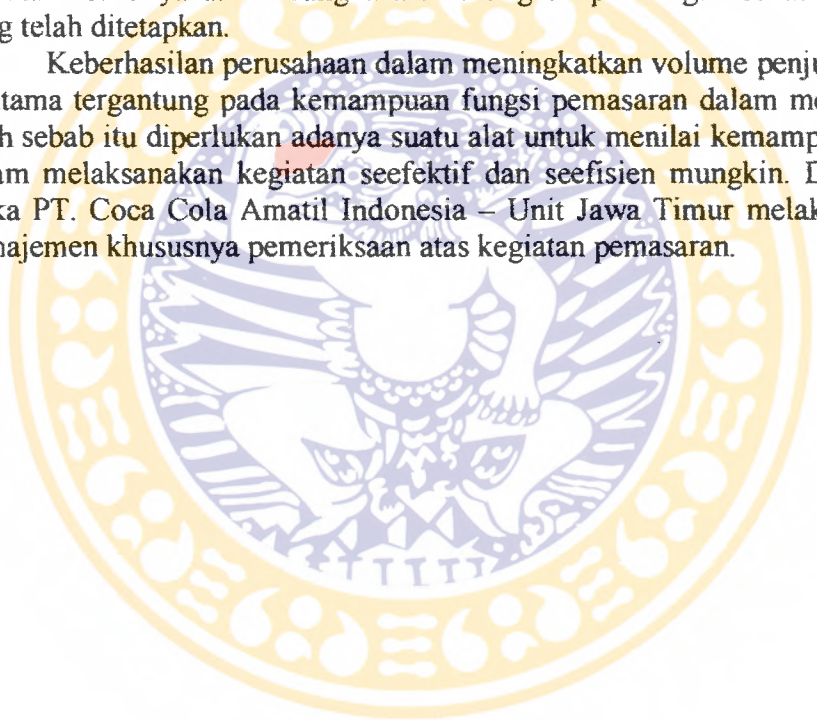 g telah ditetapkan.
Keberhasilan perusahaan dalam meningkatkan volume penju
tama tergantung pada kemampuan fungsi pemasaran dalam me
h sebab itu diperlukan adanya suatu alat untuk menilai kemamp
am melaksanakan kegiatan seefektif dan seefisien mungkin. D
ka PT. Coca Cola Amatil Indonesia – Unit Jawa Timur melak
najemen khususnya pemeriksaan atas kegiatan pemasaran.